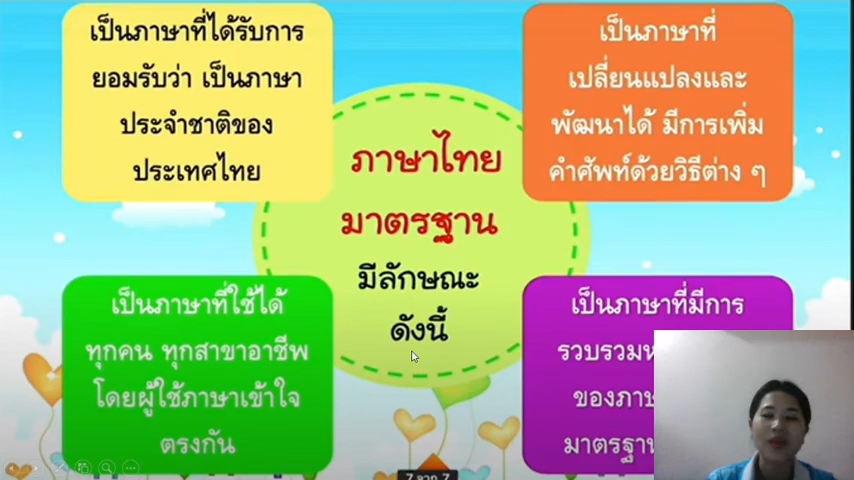 เป็นภาษาที่ได้รับการ
ยอมรับว่า เป็นภาษา
ประจำชาติของ
ประเทศไทย
เป็นภาษาที่
เปลี่ยนแปลงและ
พัฒนาได้ มีการเพิ่ม
คำศัพท์ด้วยวิธีต่าง ๆ
ภาษาไทย
มาตรฐาน
มีลักษณะ
ดังนี้
เป็นภาษาที่ใช้ได้
ทุกคน ทุกสาขาอาชีพ
โดยผู้ใช้ภาษาเข้าใจ
ตรงกัน
เป็นภาษาที่มีการ
รวบรวม
ของภา
มาตรฐาน
7 จาก 7